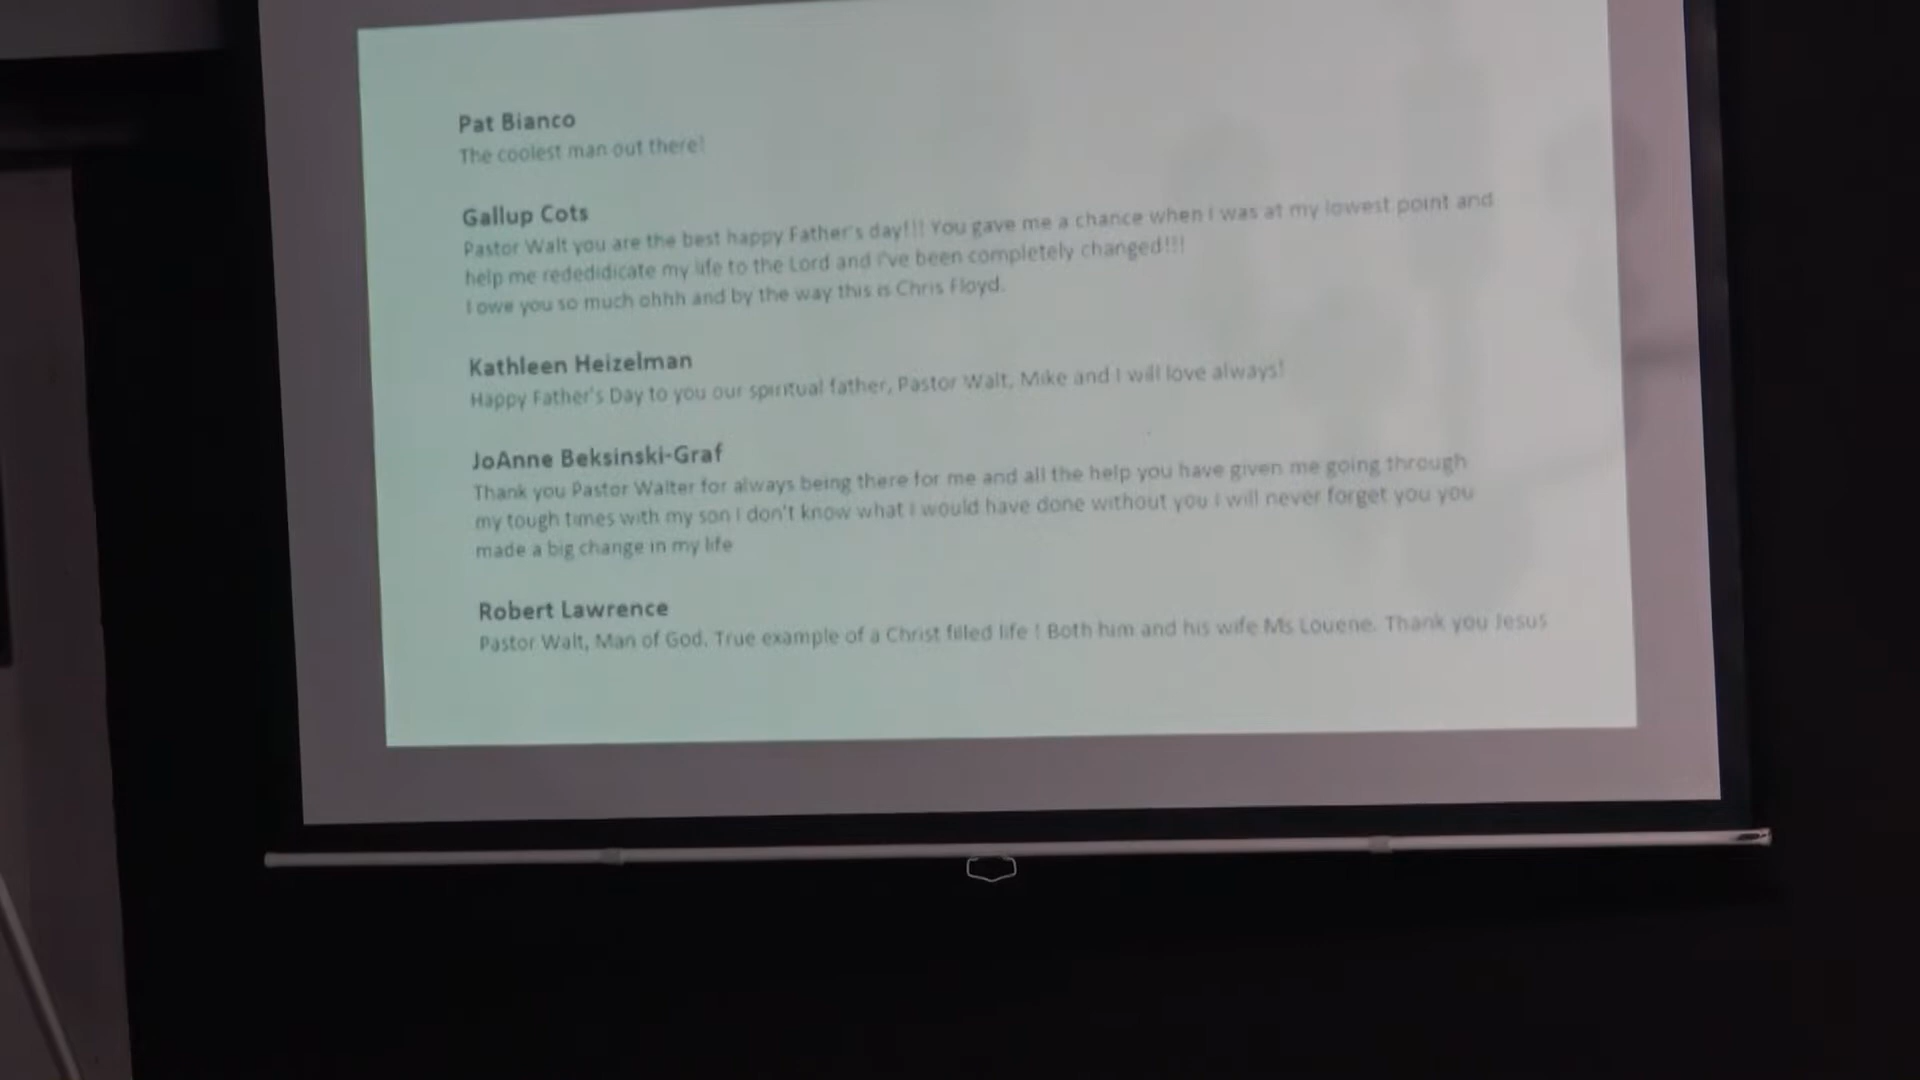 Pat Bianco
The coolest man out there!
Gallup Cots
Pastor Walt you are the best happy Father's day!!! You gave me a chance when i was at my lowest point and
help me rededidicate my life to the Lord and i've been completely changed!!!
I owe you so much ohhh and by the way this is Chris Floyd.
Kathleen Heizelman
Happy Father's Day to you our spiritual father, Pastor Walt, Mike and I will love always!
JoAnne Beksinski-Graf
Thank you Pastor Walter for always being there for me and all the help you have given me going through
my tough times with my son i don't know what i would have done without you i will never forget you you
made a big change in my life
Robert Lawrence
Pastor Walt, Man of God. True example of a Christ filled life ! Both him and his wife Ms Louene. Thank you Jesus